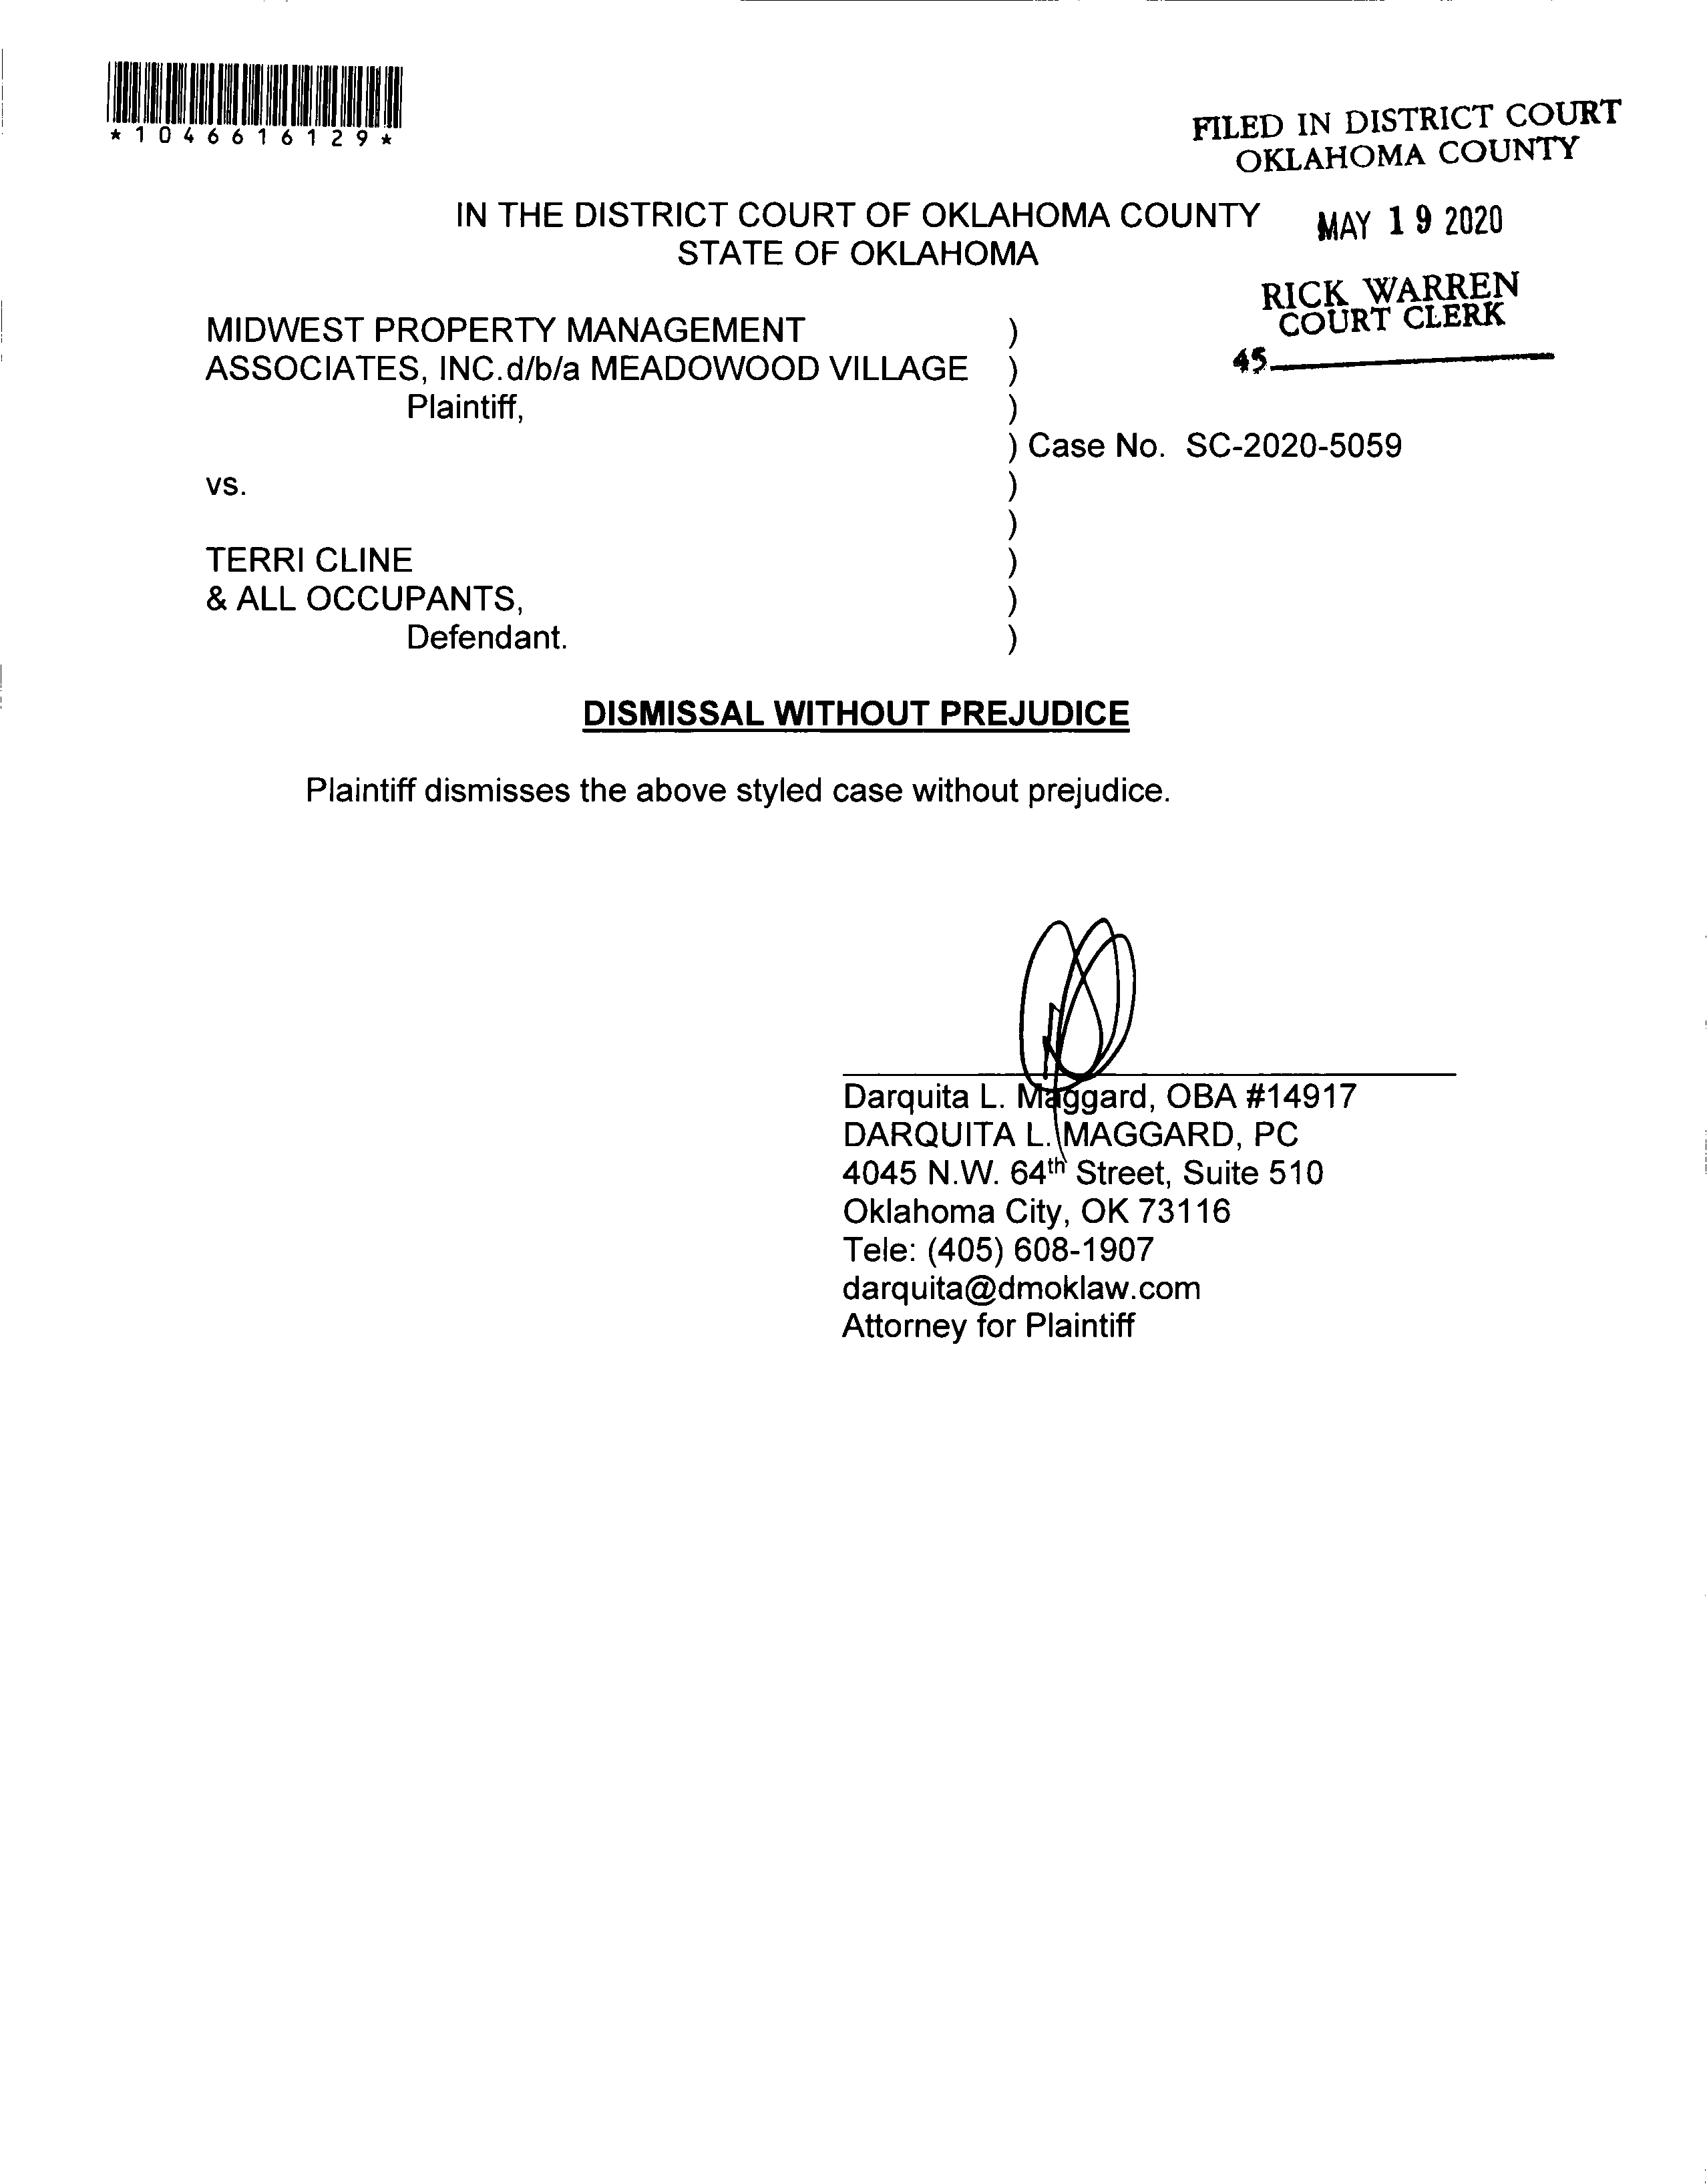 *1046616129*
FILED IN DISTRICT COURT
OKLAHOMA COUNTY
IN THE DISTRICT COURT OF OKLAHOMA COUNTY
MAY 19 2020
STATE OF OKLAHOMA
RICK WARREN
COURT CLERK
45
MIDWEST PROPERTY MANAGEMENT )
ASSOCIATES, INC.d/b/a MEADOWOOD VILLAGE )
Plaintiff, )
) Case No. SC-2020-5059
vs. )
)
TERRI CLINE )
& ALL OCCUPANTS, )
Defendant. )
DISMISSAL WITHOUT PREJUDICE
Plaintiff dismisses the above styled case without prejudice.
Darquita L. Maggard, OBA #14917
DARQUITA L. MAGGARD, PC
4045 N.W. 64th Street, Suite 510
Oklahoma City, OK 73116
Tele: (405) 608-1907
darquita@dmoklaw.com
Attorney for Plaintiff